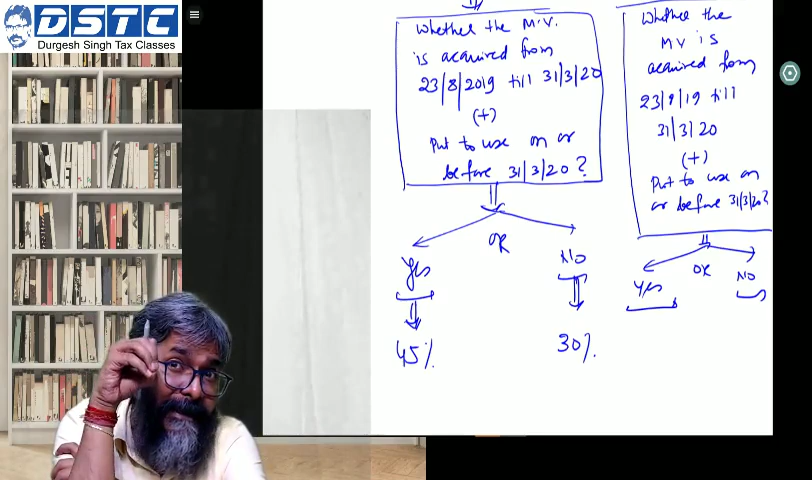 DSTC
Durgesh Singh Tax Classes
Whether the M.V.
is acquired from
23/8/2019 till 31/3/20
(+)
Put to use on or
before 31/3/20?
OR
Yes
NO
45%
30%.
Whether the
MV is
acquired from
23/9/19 till
31/3/20
(+)
Put to use on
or before 31/3/20?
OR
Yes
NO